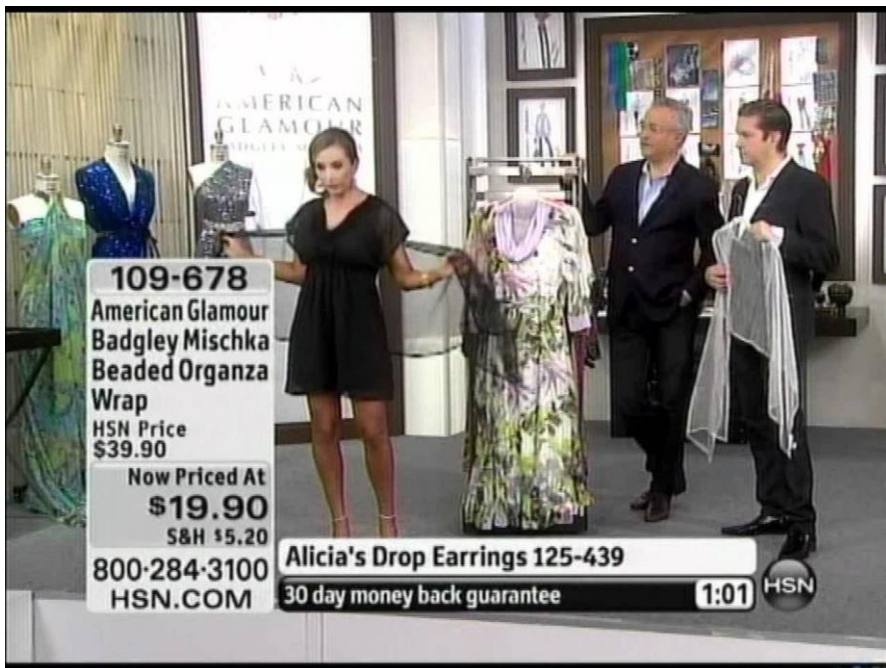 AMERICAN
GLAMOUR
109-678
American Glamour
Badgley Mischka
Beaded Organza
Wrap
HSN Price
$39.90
Now Priced At
$19.90
S&H $5.20
800-284-3100
HSN.COM
Alicia's Drop Earrings 125-439
30 day money back guarantee
1:01
HSN